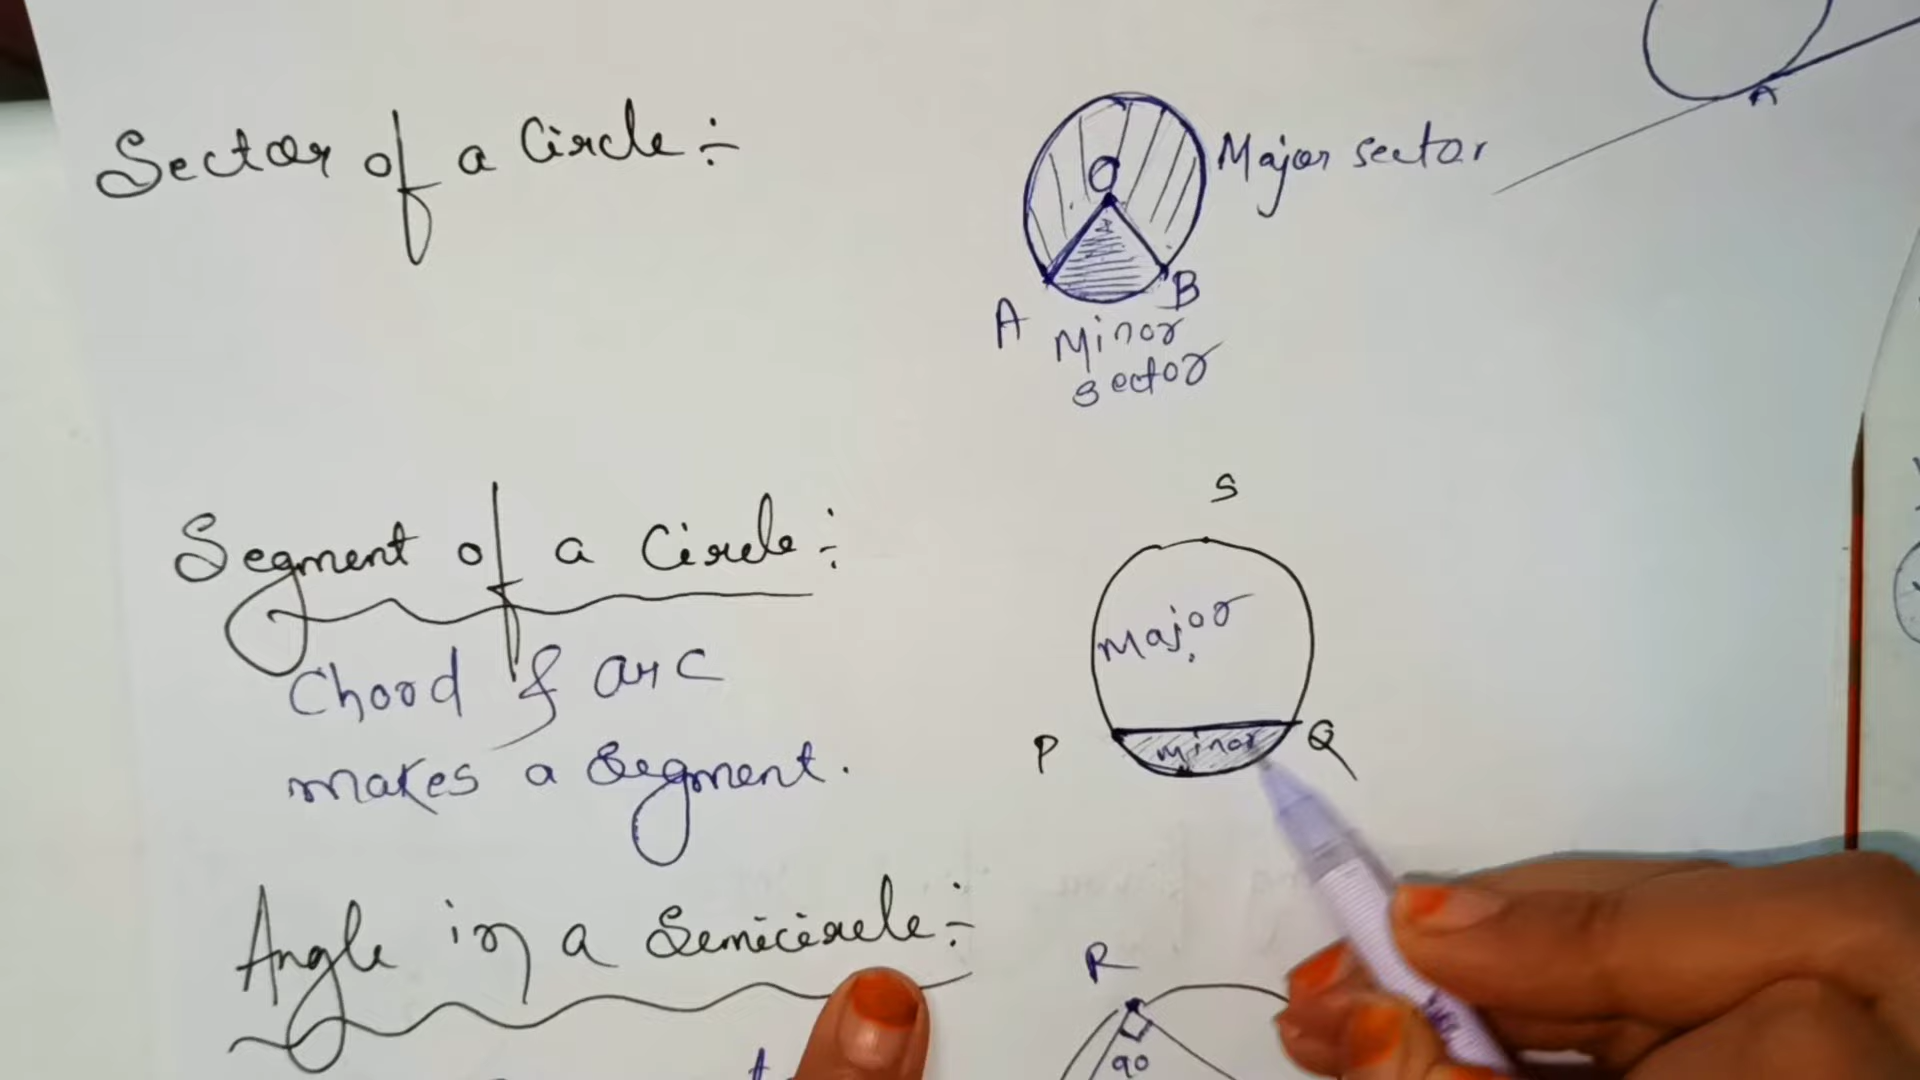 Sector of a Circle:-
O
Major sector
A
B
Minor
sector
A
Segment of a Circle:-
Chord & arc
makes a segment.
S
Major
Minor
P
Q
Angle in a Semicircle:-
R
90